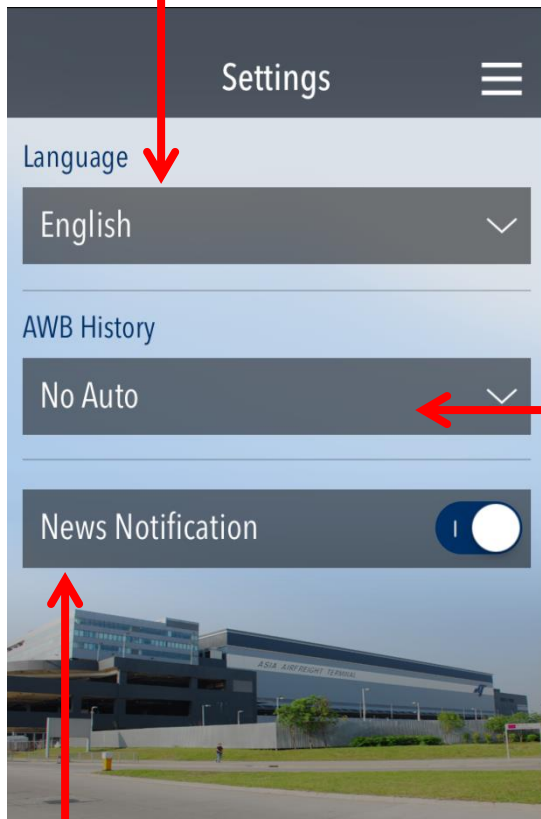 Settings
Language
English
AWB History
No Auto
News Notification
ASIA AIRFREIGHT TERMINAL